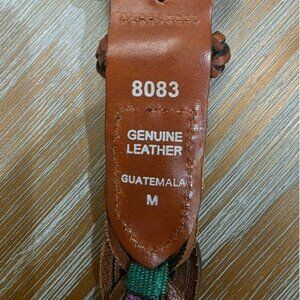 8083
GENUINE
LEATHER
GUATEMALA
M